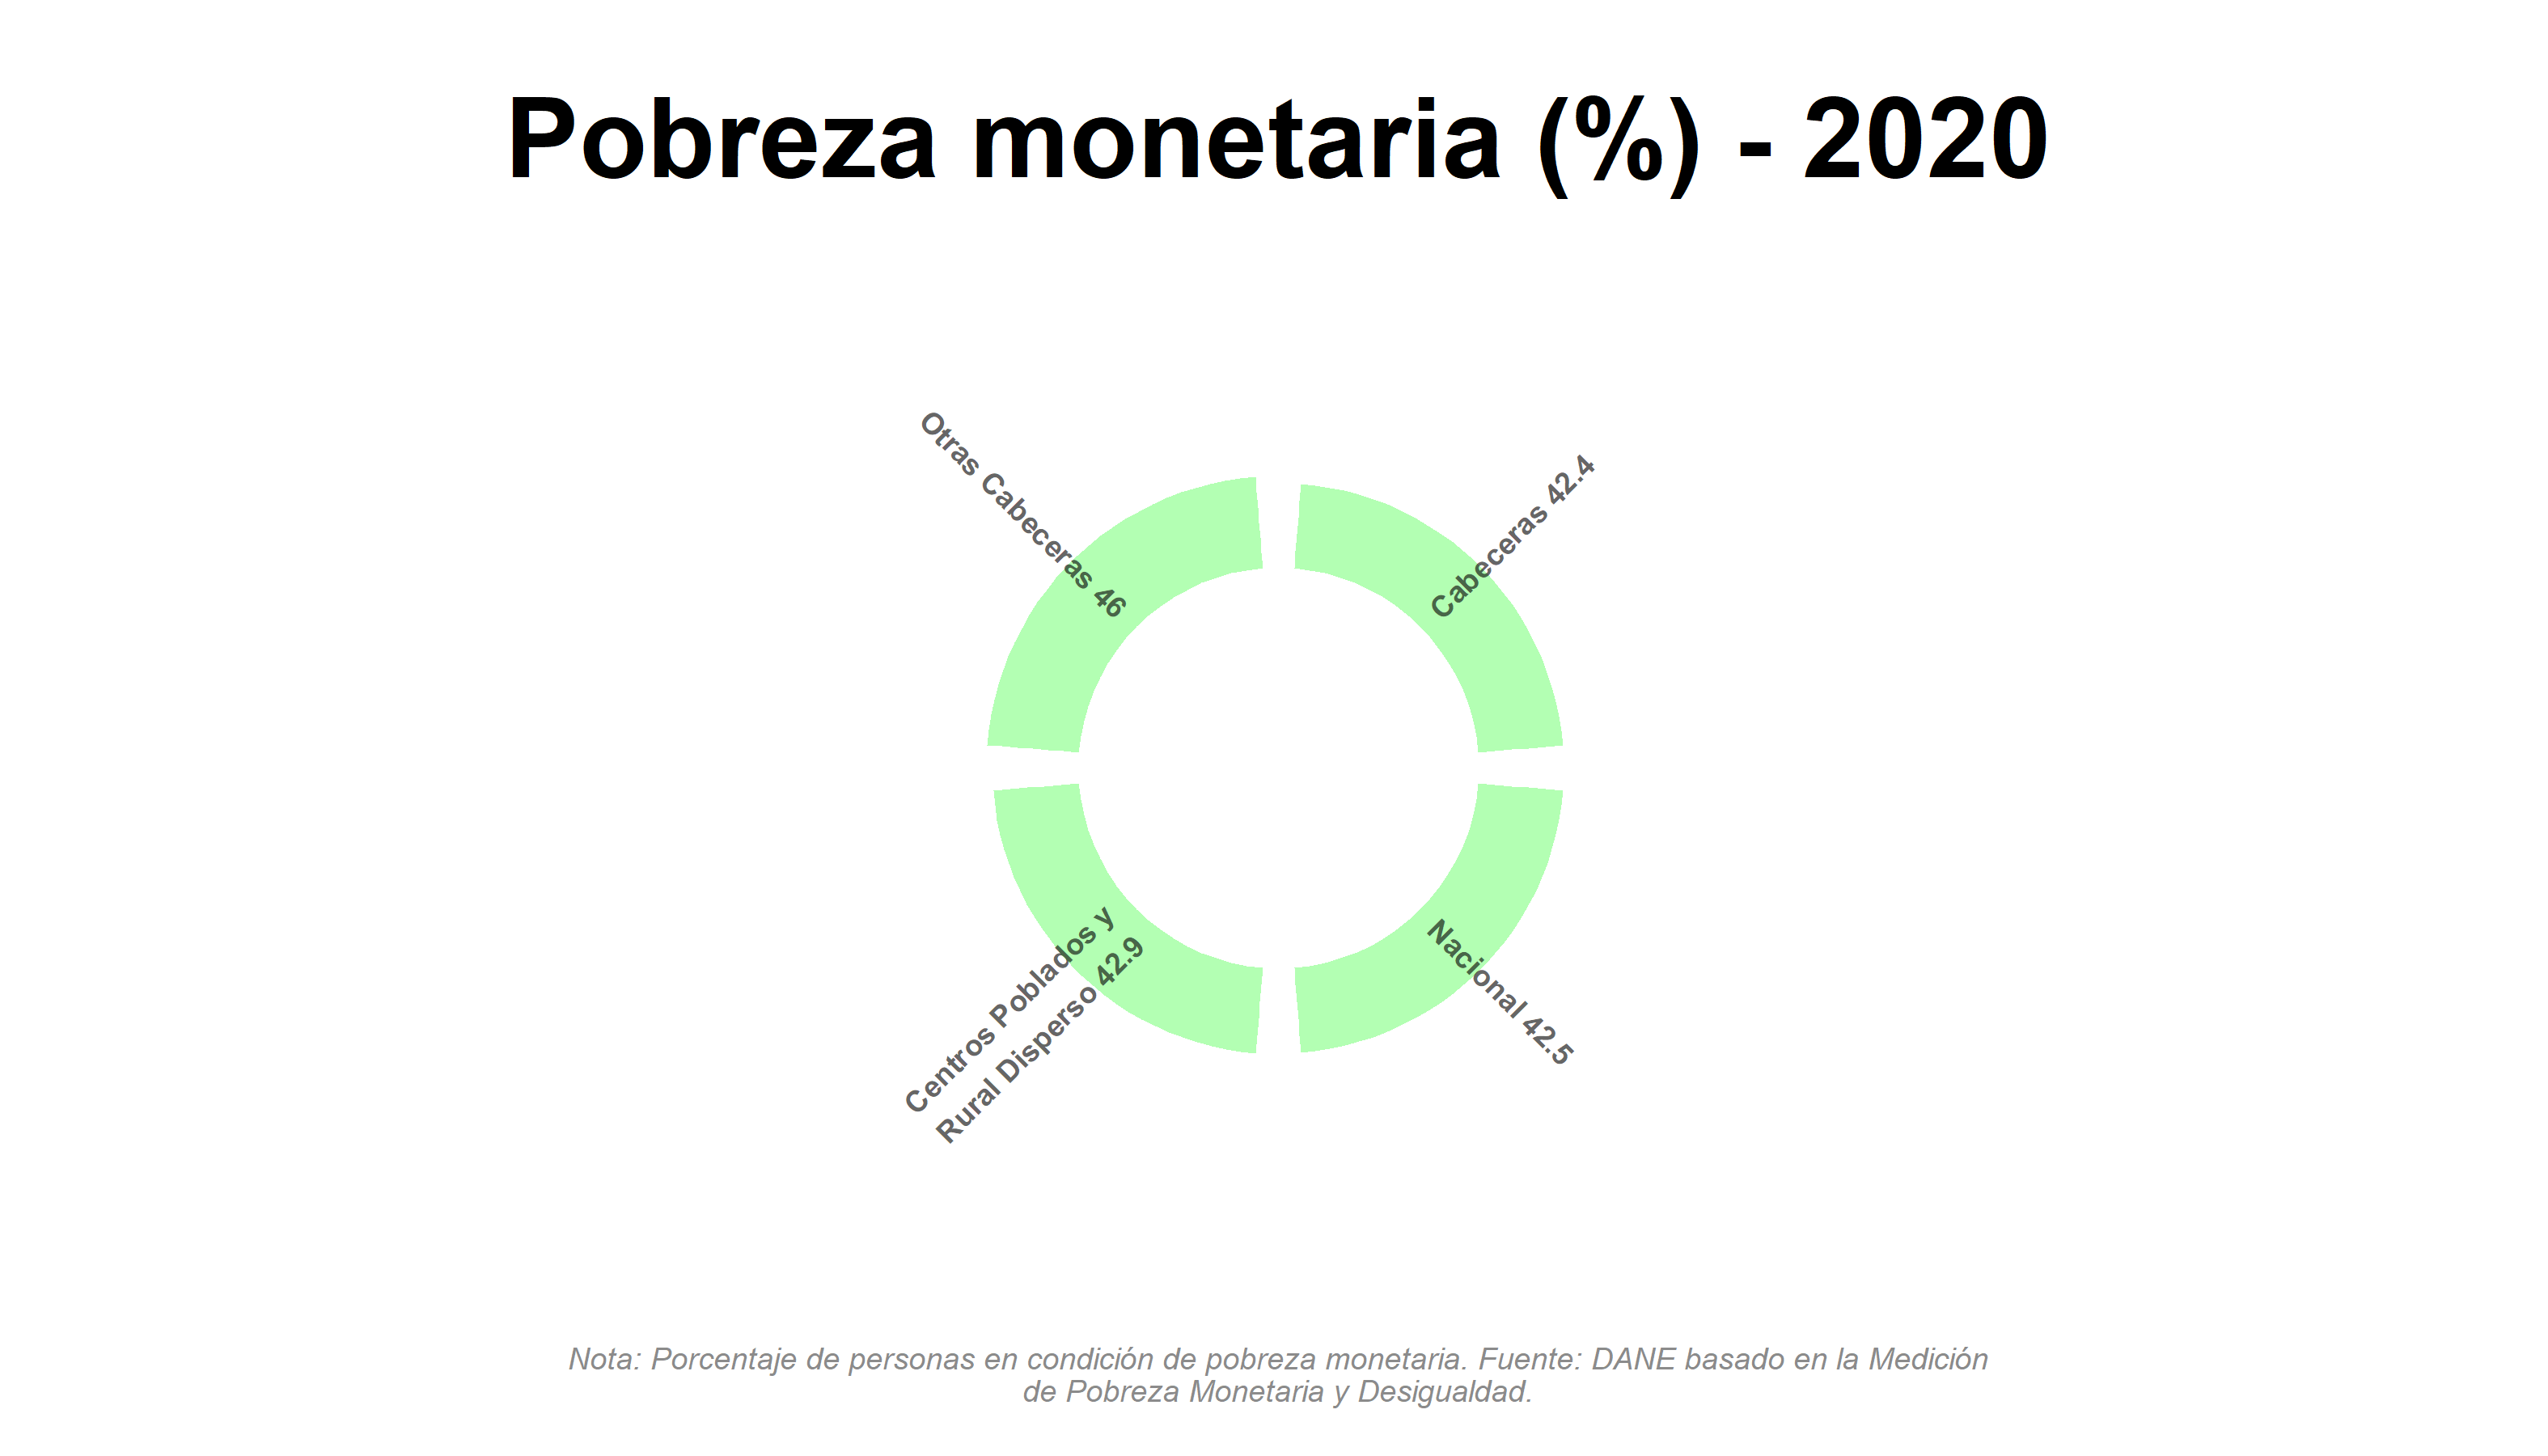 Pobreza monetaria (%) - 2020
Otras Cabeceras 46
Cabeceras 42.4
Centros Poblados y
Rural Disperso 42.9
Nacional 42.5
Nota: Porcentaje de personas en condición de pobreza monetaria. Fuente: DANE basado en la Medición
de Pobreza Monetaria y Desigualdad.